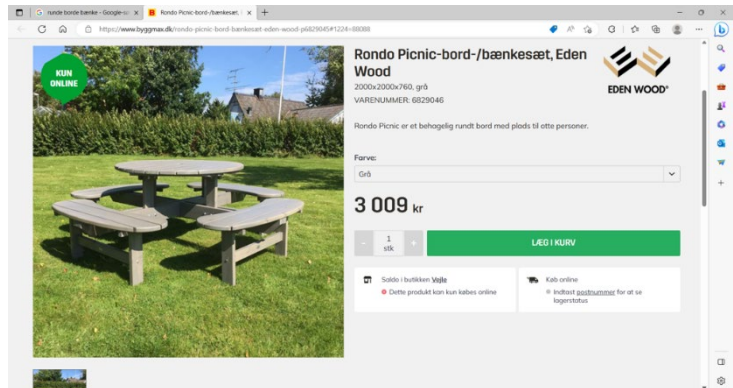 runde borde bænke - Google-sø
Rondo Picnic-bord-/bænkesæt,
https://www.byggmax.dk/rondo-picnic-bord-bænkesæt-eden-wood-p6829045#1224=88088
KUN
ONLINE
Rondo Picnic-bord-/bænkesæt, Eden
Wood
2000x2000x760, grå
VARENUMMER: 6829046
EDEN WOOD®
Rondo Picnic er et behagelig rundt bord med plads til otte personer.
Farve:
Grå
3 009 kr
-
1
stk
+
LÆG I KURV
Saldo i butikken Vejle
Dette produkt kan kun købes online
Køb online
Indtast postnummer for at se
lagerstatus